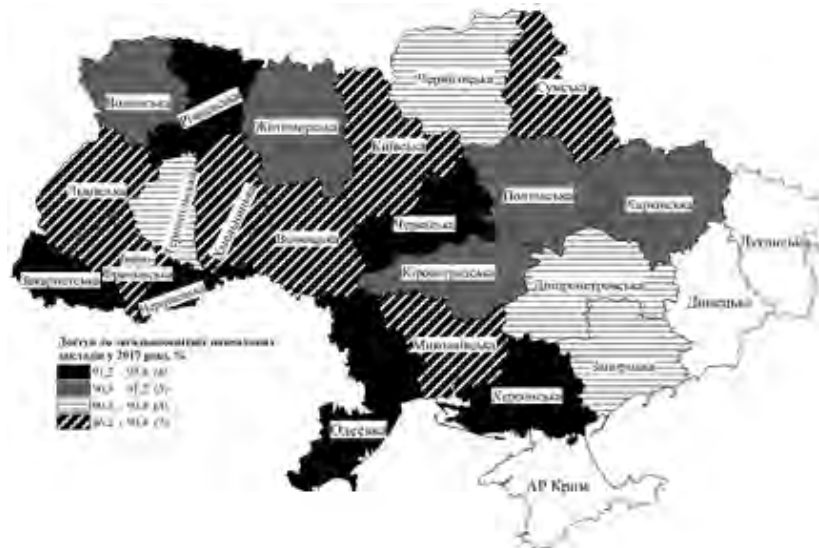 Волинська
Рівненська
Житомирська
Київська
Чернігівська
Сумська
Львівська
Тернопільська
Хмельницька
Вінницька
Черкаська
Полтавська
Харківська
Луганська
Закарпатська
Івано-
Франківська
Чернівецька
Кіровоградська
Дніпропетровська
Донецька
Миколаївська
Запорізька
Херсонська
Одеська
АР Крим
Доступ до загальноосвітніх навчальних
закладів у 2017 році, %